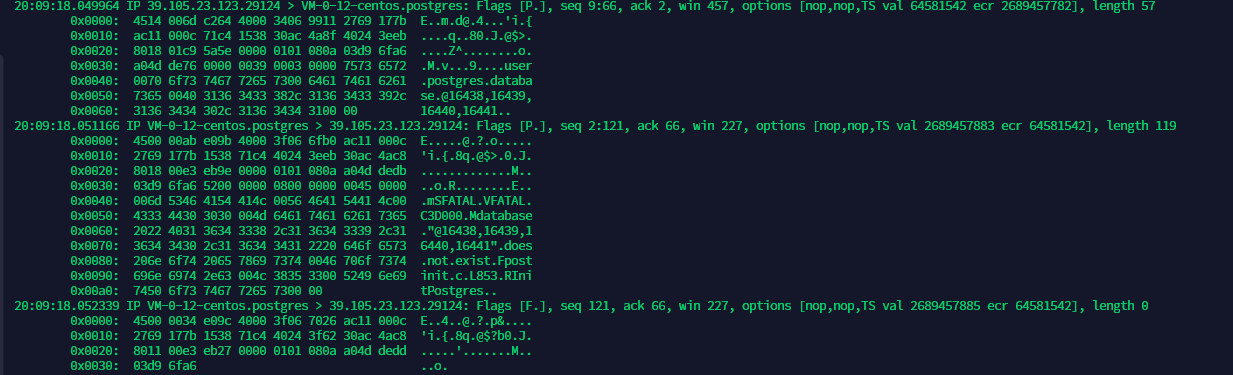 20:09:18.049964 IP 39.105.23.123.29124 > VM-0-12-centos.postgres: Flags [P.], seq 9:66, ack 2, win 457, options [nop,nop,TS val 64581542 ecr 2689457782], length 57
0x0000:  4514 006d c264 4000 3406 9911 2769 177b  E..m.d@.4...'i.{
0x0010:  ac11 000c 71c4 1538 30ac 4a8f 4024 3eeb  ....q..80.J.@$>.
0x0020:  8018 01c9 5a5e 0000 0101 080a 03d9 6fa6  ....Z^........o.
0x0030:  a04d de76 0000 0039 0003 0000 7573 6572  .M.v...9....user
0x0040:  0070 6f73 7467 7265 7300 6461 7461 6261  .postgres.databa
0x0050:  7365 0040 3136 3433 382c 3136 3433 392c  se.@16438,16439,
0x0060:  3136 3434 302c 3136 3434 3100 00  16440,16441..
20:09:18.051166 IP VM-0-12-centos.postgres > 39.105.23.123.29124: Flags [P.], seq 2:121, ack 66, win 227, options [nop,nop,TS val 2689457883 ecr 64581542], length 119
0x0000:  4500 00ab e09b 4000 3f06 6fb0 ac11 000c  E.....@.?.o.....
0x0010:  2769 177b 1538 71c4 4024 3eeb 30ac 4ac8  'i.{.8q.@$>.0.J.
0x0020:  8018 00e3 eb9e 0000 0101 080a a04d dedb  .............M..
0x0030:  03d9 6fa6 5200 0000 0800 0000 0045 0000  ..o.R........E..
0x0040:  006d 5346 4154 414c 0056 4641 5441 4c00  .mSFATAL.VFATAL.
0x0050:  4333 4430 3030 004d 6461 7461 6261 7365  C3D000.Mdatabase
0x0060:  2022 4031 3634 3338 2c31 3634 3339 2c31  ."@16438,16439,1
0x0070:  3634 3430 2c31 3634 3431 2220 646f 6573  6440,16441".does
0x0080:  206e 6f74 2065 7869 7374 0046 706f 7374  .not.exist.Fpost
0x0090:  696e 6974 2e63 004c 3835 3300 5249 6e69  init.c.L853.RIni
0x00a0:  7450 6f73 7467 7265 7300 00  tPostgres..
20:09:18.052339 IP VM-0-12-centos.postgres > 39.105.23.123.29124: Flags [F.], seq 121, ack 66, win 227, options [nop,nop,TS val 2689457885 ecr 64581542], length 0
0x0000:  4500 0034 e09c 4000 3f06 7026 ac11 000c  E..4..@.?.p&....
0x0010:  2769 177b 1538 71c4 4024 3f62 30ac 4ac8  'i.{.8q.@$?b0.J.
0x0020:  8011 00e3 eb27 0000 0101 080a a04d dedd  .....'.......M..
0x0030:  03d9 6fa6  ..o.